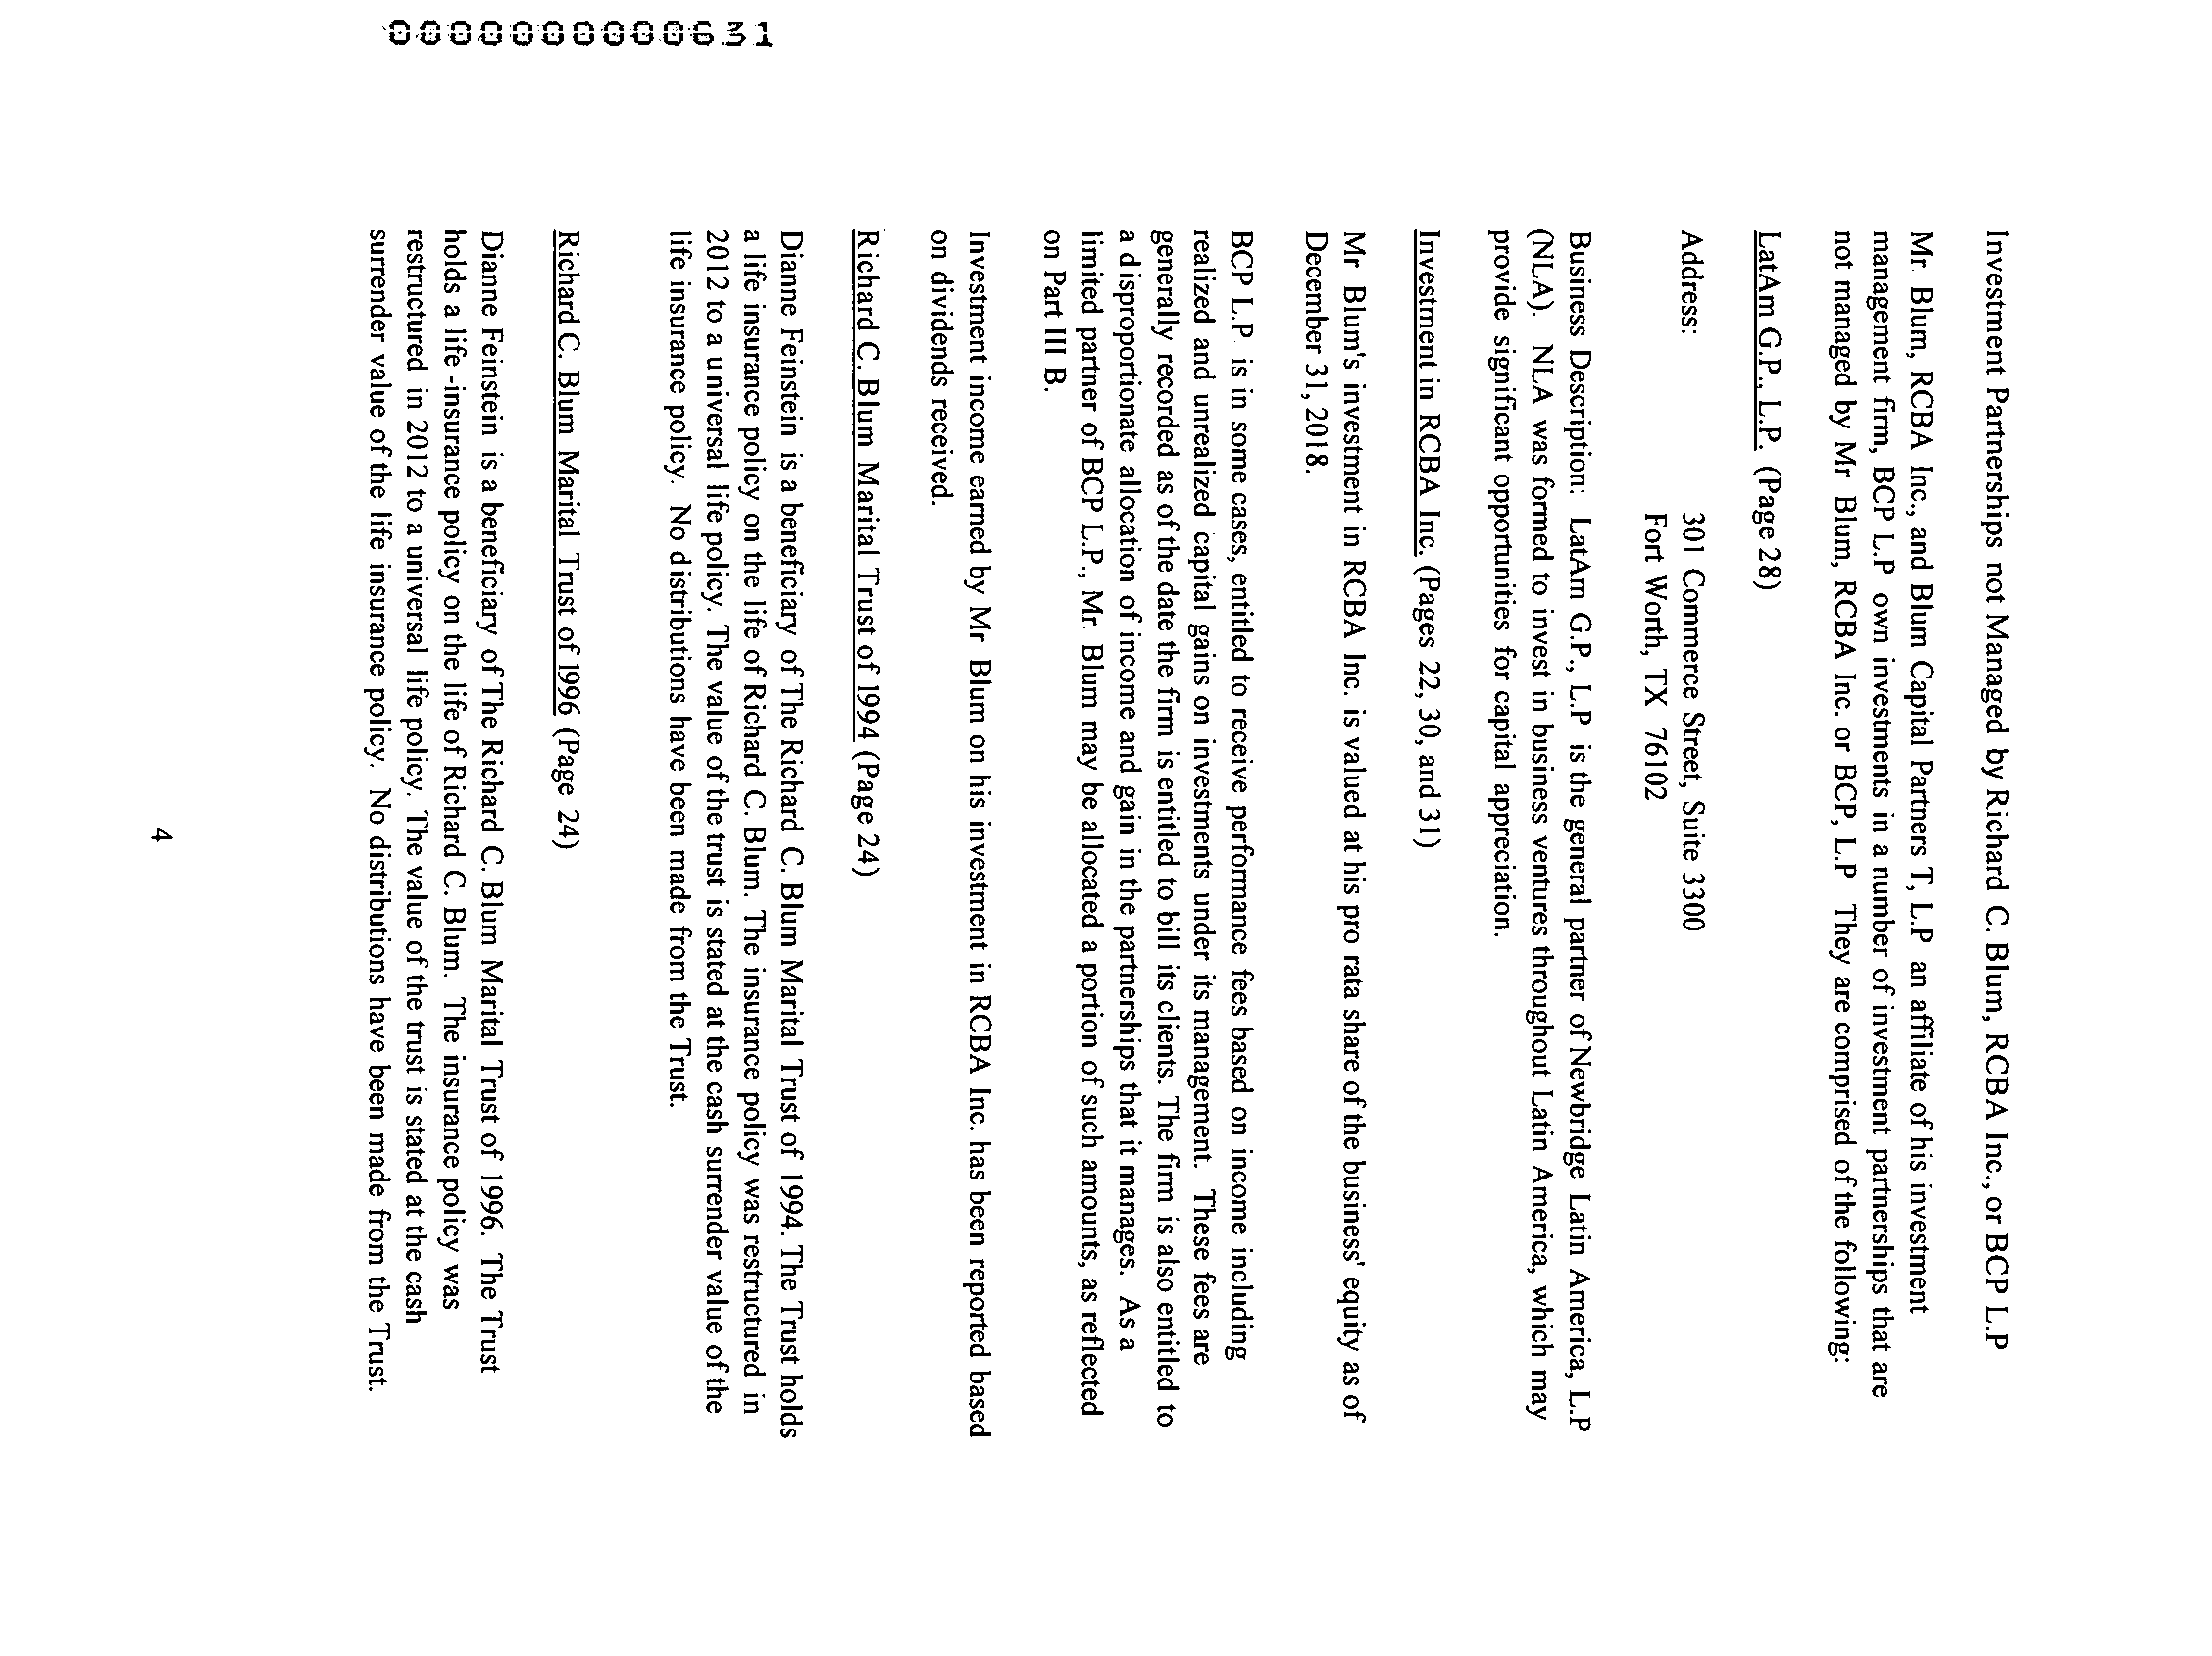 Investment Partnerships not Managed by Richard C. Blum, RCBA Inc., or BCP L.P
Mr. Blum, RCBA Inc., and Blum Capital Partners T, L.P an affiliate of his investment
management firm, BCP L.P own investments in a number of investment partnerships that are
not managed by Mr Blum, RCBA Inc. or BCP, L.P They are comprised of the following:
LatAm G.P., L.P. (Page 28)
Address: 301 Commerce Street, Suite 3300
Fort Worth, TX 76102
Business Description: LatAm G.P., L.P is the general partner of Newbridge Latin America, L.P
(NLA). NLA was formed to invest in business ventures throughout Latin America, which may
provide significant opportunities for capital appreciation.
Investment in RCBA Inc. (Pages 22, 30, and 31)
Mr Blum's investment in RCBA Inc. is valued at his pro rata share of the business' equity as of
December 31, 2018.
BCP L.P is in some cases, entitled to receive performance fees based on income including
realized and unrealized capital gains on investments under its management. These fees are
generally recorded as of the date the firm is entitled to bill its clients. The firm is also entitled to
a disproportionate allocation of income and gain in the partnerships that it manages. As a
limited partner of BCP L.P., Mr. Blum may be allocated a portion of such amounts, as reflected
on Part III B.
Investment income earned by Mr Blum on his investment in RCBA Inc. has been reported based
on dividends received.
Richard C. Blum Marital Trust of 1994 (Page 24)
Dianne Feinstein is a beneficiary of The Richard C. Blum Marital Trust of 1994. The Trust holds
a life insurance policy on the life of Richard C. Blum. The insurance policy was restructured in
2012 to a universal life policy. The value of the trust is stated at the cash surrender value of the
life insurance policy. No distributions have been made from the Trust.
Richard C. Blum Marital Trust of 1996 (Page 24)
Dianne Feinstein is a beneficiary of The Richard C. Blum Marital Trust of 1996. The Trust
holds a life -insurance policy on the life of Richard C. Blum. The insurance policy was
restructured in 2012 to a universal life policy. The value of the trust is stated at the cash
surrender value of the life insurance policy. No distributions have been made from the Trust.
4
0000000000631